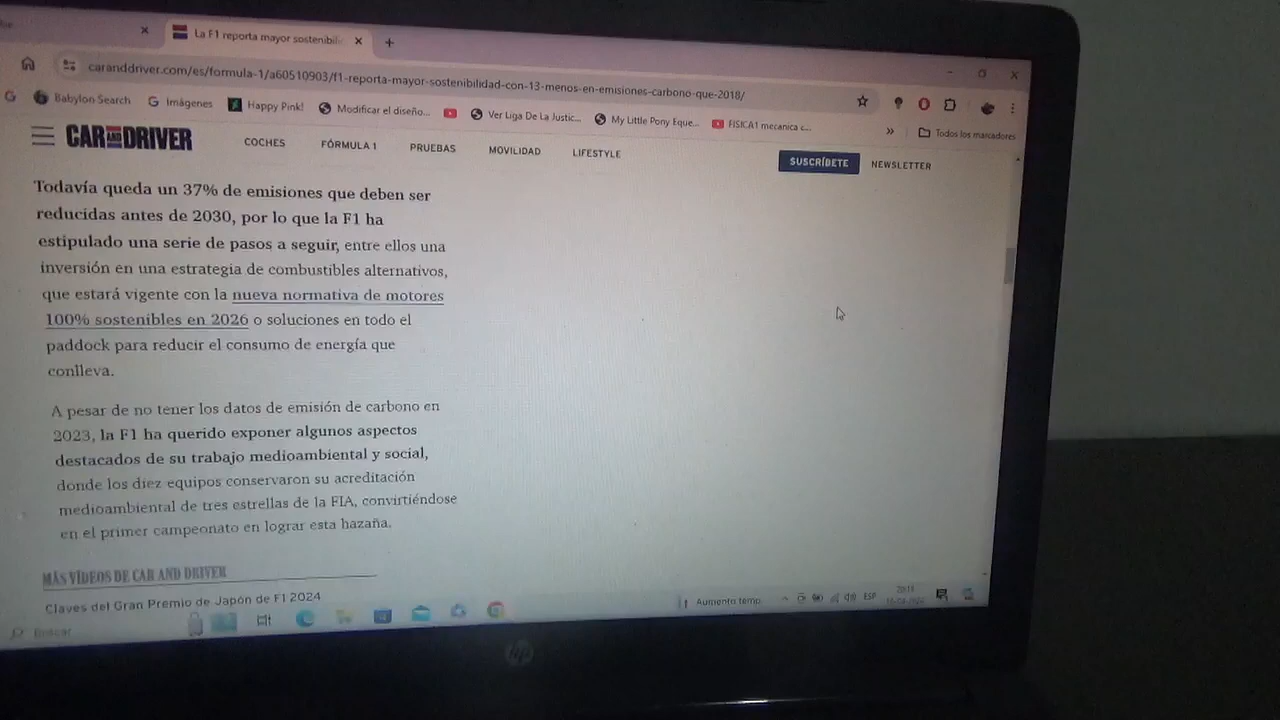 La F1 reporta mayor sostenibili
caranddriver.com/es/formula-1/a60510903/f1-reporta-mayor-sostenibilidad-con-13-menos-en-emisiones-carbono-que-2018/
Babylon Search Imágenes Happy Pink! Modificar el diseño... Ver Liga De La Justic... My Little Pony Eque... FISICA1 mecanica c... » Todos los marcadores
CAR AND DRIVER COCHES FÓRMULA 1 PRUEBAS MOVILIDAD LIFESTYLE SUSCRÍBETE NEWSLETTER
Todavía queda un 37% de emisiones que deben ser
reducidas antes de 2030, por lo que la F1 ha
estipulado una serie de pasos a seguir, entre ellos una
inversión en una estrategia de combustibles alternativos,
que estará vigente con la nueva normativa de motores
100% sostenibles en 2026 o soluciones en todo el
paddock para reducir el consumo de energía que
conlleva.
A pesar de no tener los datos de emisión de carbono en
2023, la F1 ha querido exponer algunos aspectos
destacados de su trabajo medioambiental y social,
donde los diez equipos conservaron su acreditación
medioambiental de tres estrellas de la FIA, convirtiéndose
en el primer campeonato en lograr esta hazaña.
MÁS VÍDEOS DE CAR AND DRIVER
Claves del Gran Premio de Japón de F1 2024
Buscar Aumento temp. ESP
hp